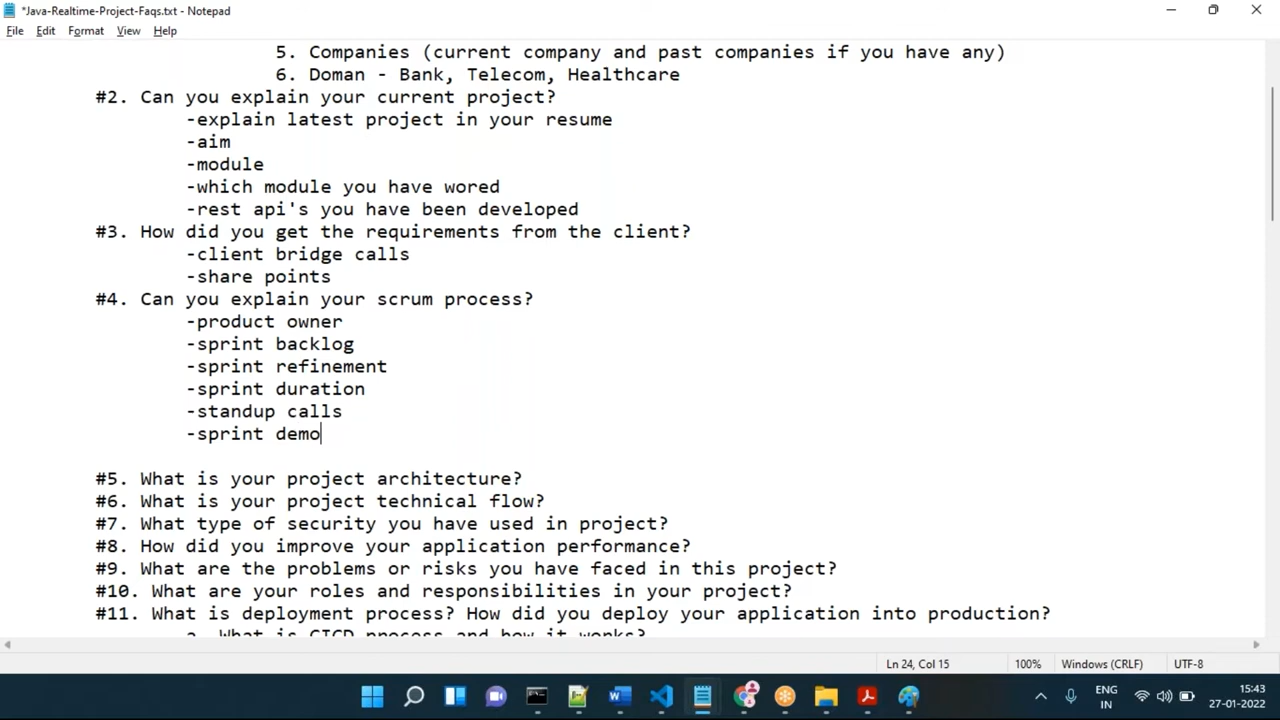 *Java-Realtime-Project-Faqs.txt - Notepad
File Edit Format View Help
5. Companies (current company and past companies if you have any)
6. Doman - Bank, Telecom, Healthcare
#2. Can you explain your current project?
-explain latest project in your resume
-aim
-module
-which module you have wored
-rest api's you have been developed
#3. How did you get the requirements from the client?
-client bridge calls
-share points
#4. Can you explain your scrum process?
-product owner
-sprint backlog
-sprint refinement
-sprint duration
-standup calls
-sprint demo
#5. What is your project architecture?
#6. What is your project technical flow?
#7. What type of security you have used in project?
#8. How did you improve your application performance?
#9. What are the problems or risks you have faced in this project?
#10. What are your roles and responsibilities in your project?
#11. What is deployment process? How did you deploy your application into production?
a. What is CICD process and how it works?
Ln 24, Col 15 100% Windows (CRLF) UTF-8
ENG 15:43
IN 27-01-2022